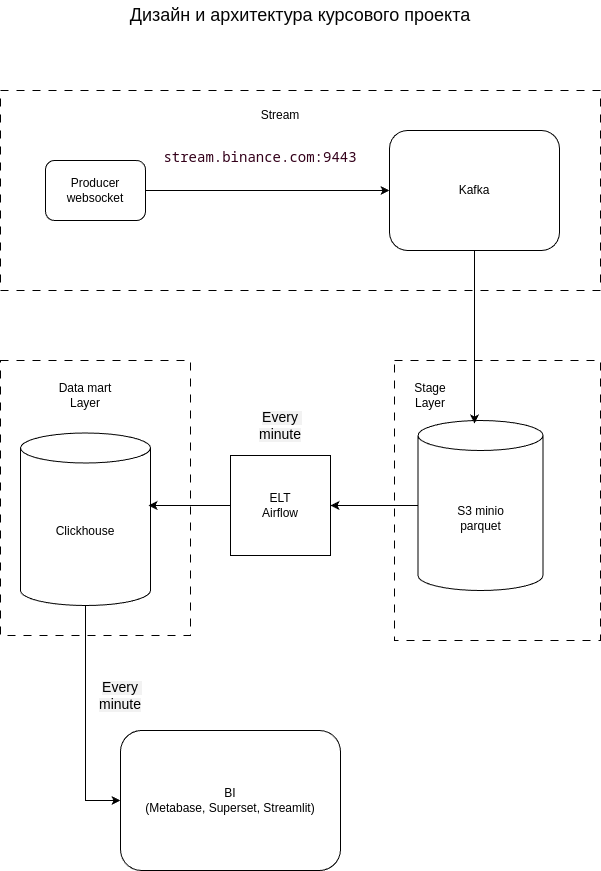 Дизайн и архитектура курсового проекта
Stream
stream.binance.com:9443
Producer
websocket
Kafka
Data mart
Layer
Stage
Layer
Every
minute
Clickhouse
ELT
Airflow
S3 minio
parquet
Every
minute
BI
(Metabase, Superset, Streamlit)